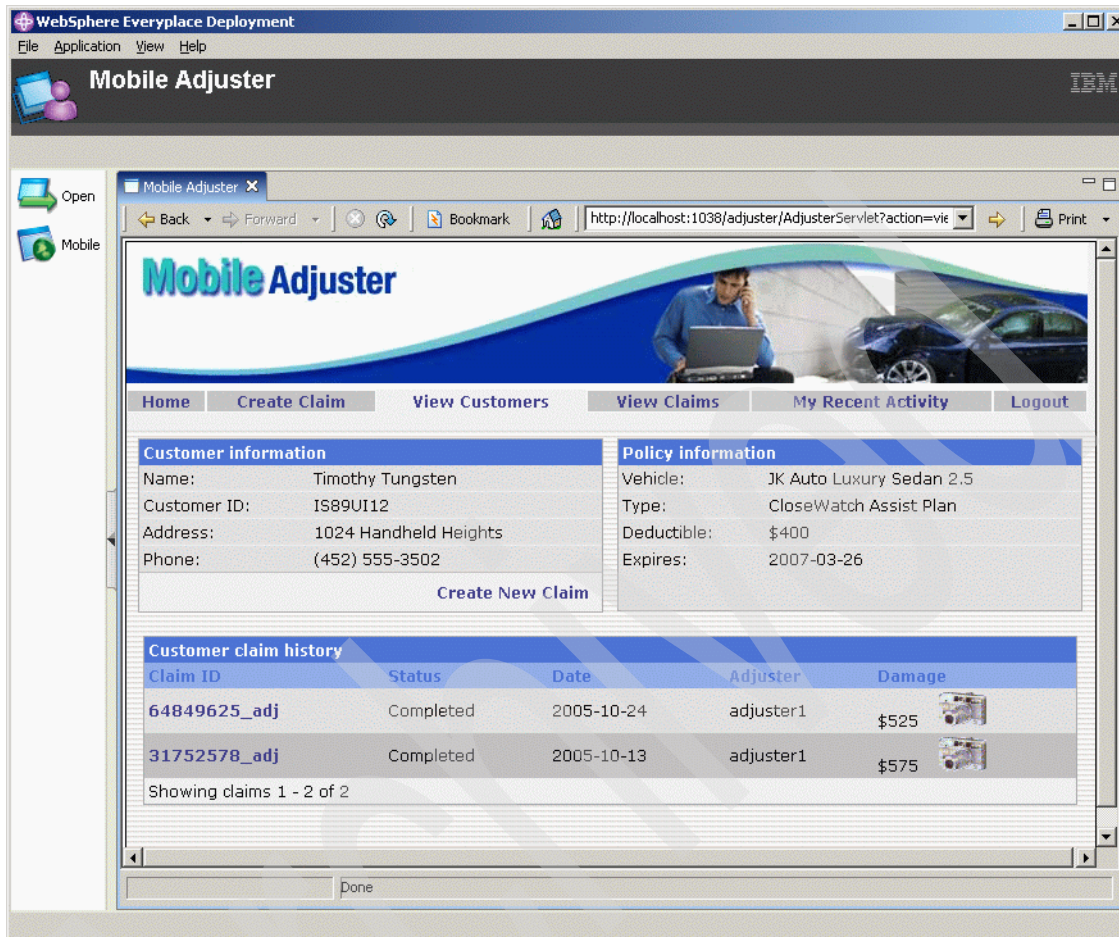 WebSphere Everyplace Deployment
File Application View Help
Mobile Adjuster
IBM
Open
Mobile
Mobile Adjuster
Back Forward Bookmark http://localhost:1038/adjuster/AdjusterServlet?action=vie Print
Mobile Adjuster
Home Create Claim View Customers View Claims My Recent Activity Logout
Customer information
Name: Timothy Tungsten
Customer ID: IS89UI12
Address: 1024 Handheld Heights
Phone: (452) 555-3502
Create New Claim
Policy information
Vehicle: JK Auto Luxury Sedan 2.5
Type: CloseWatch Assist Plan
Deductible: $400
Expires: 2007-03-26
Customer claim history
Claim ID Status Date Adjuster Damage
64849625_adj Completed 2005-10-24 adjuster1 $525
31752578_adj Completed 2005-10-13 adjuster1 $575
Showing claims 1 - 2 of 2
Done